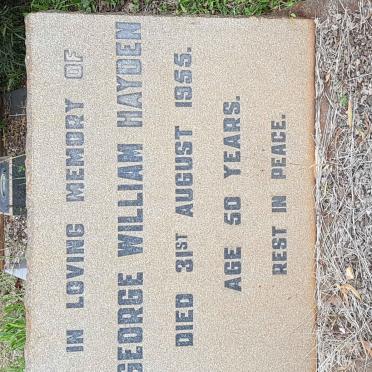 IN LOVING MEMORY OF
GEORGE WILLIAM HAYDEN
DIED 31ST AUGUST 1955.
AGE 50 YEARS.
REST IN PEACE.